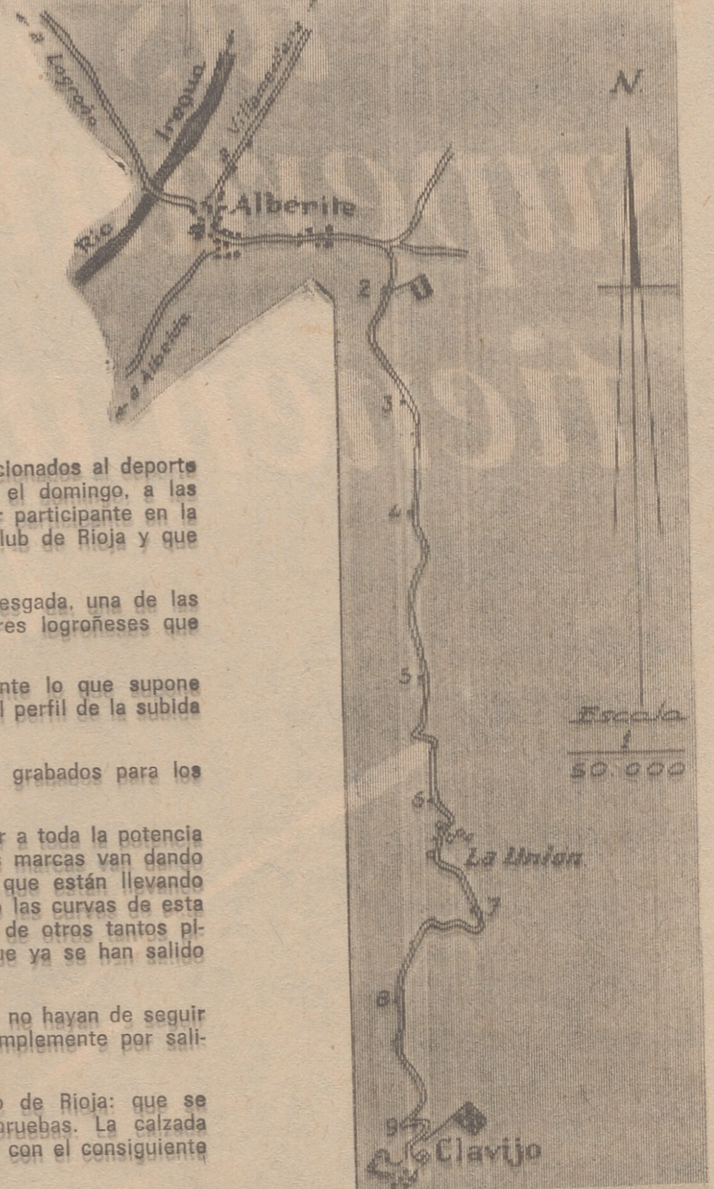 a Logroño
Iregua
Villamediana
N
Alberite
Río
2
a Albelda
3
cionados al deporte
el domingo, a las
participante en la
lub de Rioja y que
4
esgada, una de las
res logroñeses que
5
nte lo que supone
l perfil de la subida
Escala
1
50.000
grabados para los
6
r a toda la potencia
marcas van dando
que están llevando
las curvas de esta
de otros tantos pi-
ue ya se han salido
La Unión
7
8
no hayan de seguir
mplemente por sali-
o de Rioja: que se
pruebas. La calzada
con el consiguiente
9
Clavijo